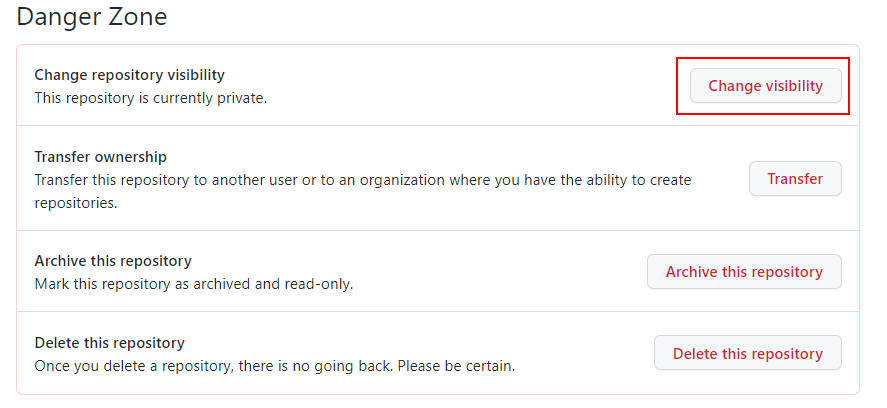 Danger Zone
Change repository visibility
This repository is currently private.
Change visibility
Transfer ownership
Transfer this repository to another user or to an organization where you have the ability to create
repositories.
Transfer
Archive this repository
Mark this repository as archived and read-only.
Archive this repository
Delete this repository
Once you delete a repository, there is no going back. Please be certain.
Delete this repository